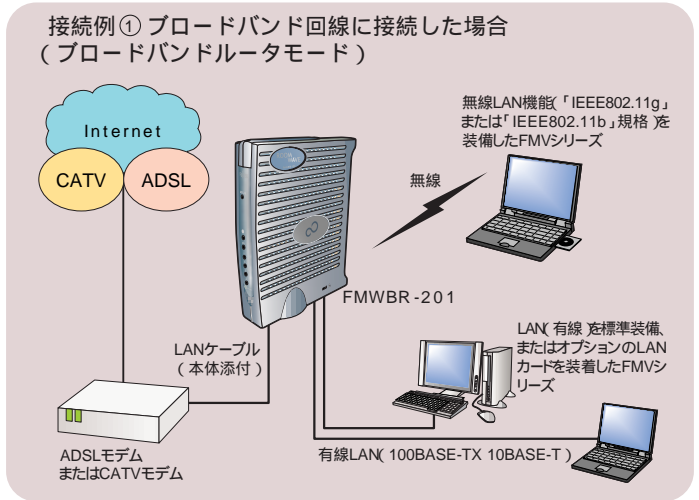 接続例① ブロードバンド回線に接続した場合
(ブロードバンドルータモード)
Internet
CATV
ADSL
無線LAN機能(「IEEE802.11g」
または「IEEE802.11b」規格)を
装備したFMVシリーズ
無線
FMWBR-201
LANケーブル
(本体添付)
LAN(有線)を標準装備、
またはオプションのLAN
カードを装着したFMVシ
リーズ
ADSLモデム
またはCATVモデム
有線LAN(100BASE-TX 10BASE-T)